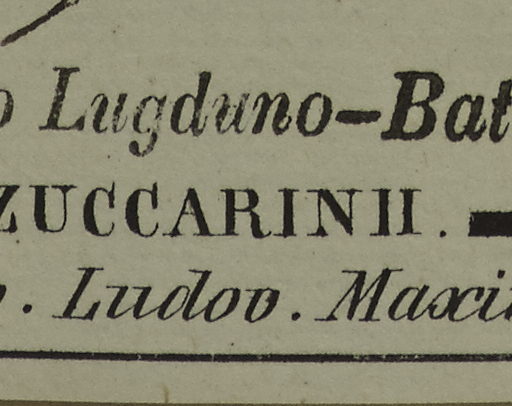 o Lugduno-Bat
ZUCCARINII.
. Ludov. Maxi